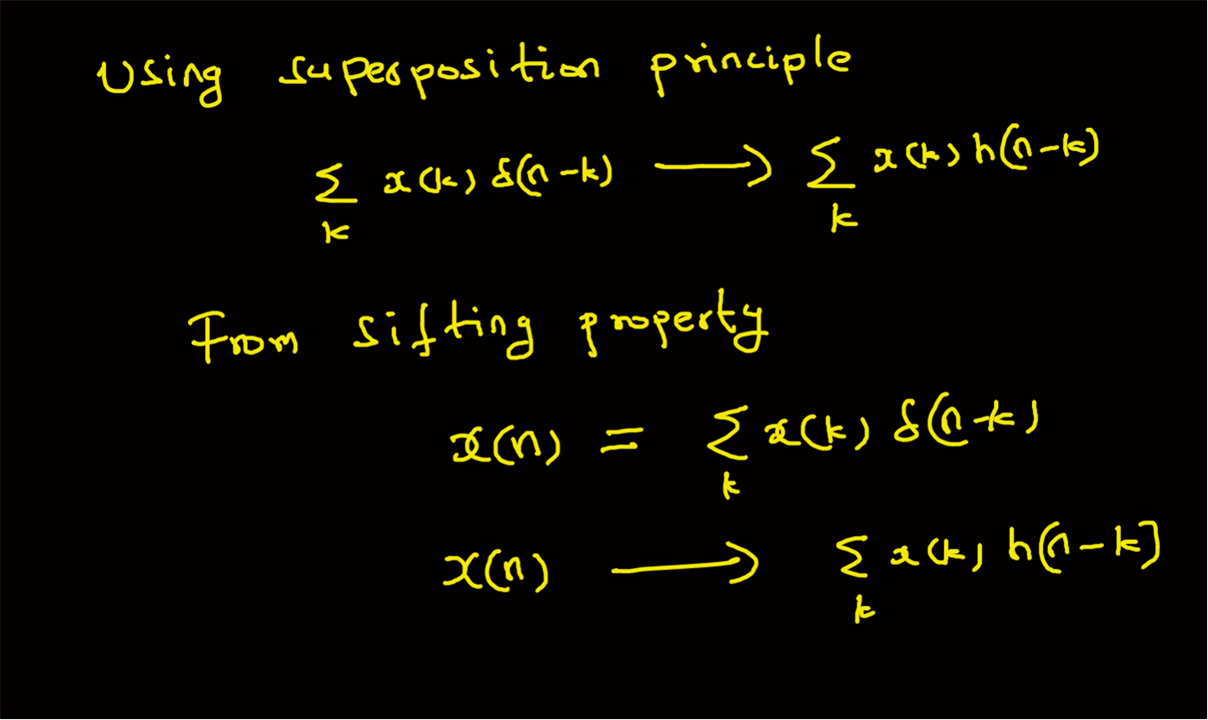 Using superposition principle
∑ x(k) δ(n-k) ⟶ ∑ x(k) h(n-k)
k k
From sifting property
x(n) = ∑ x(k) δ(n-k)
k
x(n) ⟶ ∑ x(k) h(n-k]
k